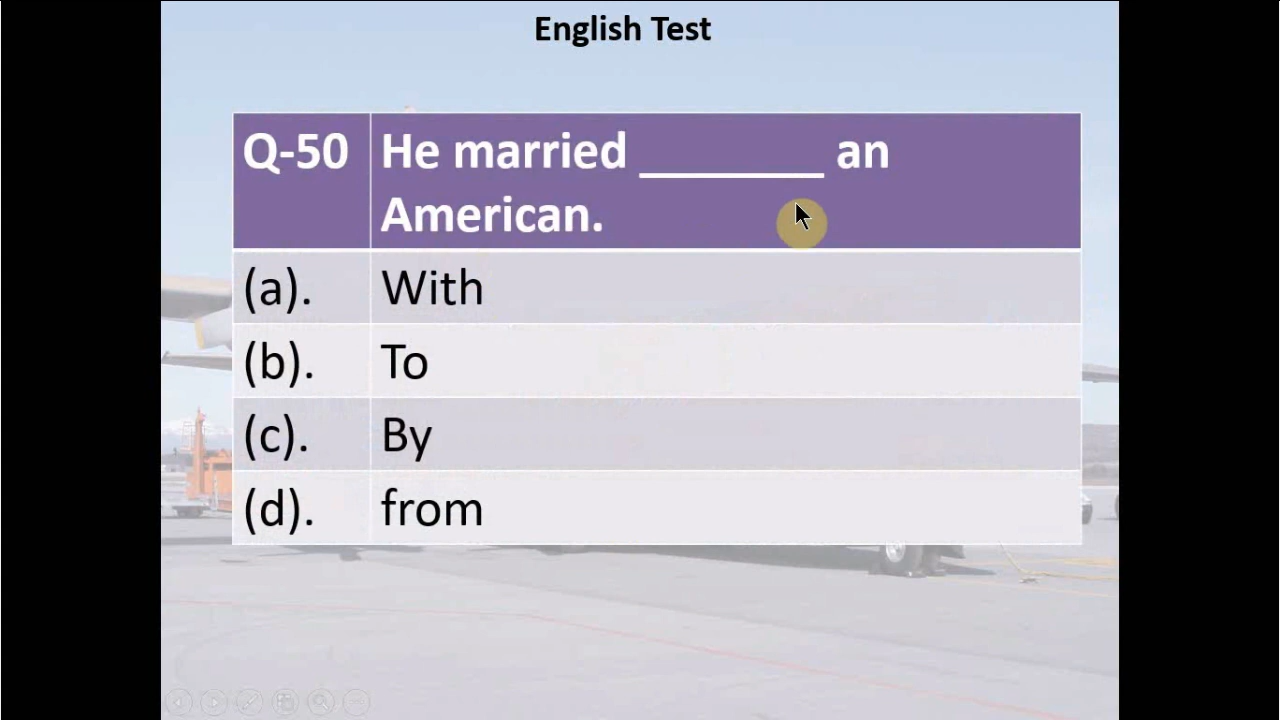 English Test
Q-50 He married ________ an
American.
(a). With
(b). To
(c). By
(d). from